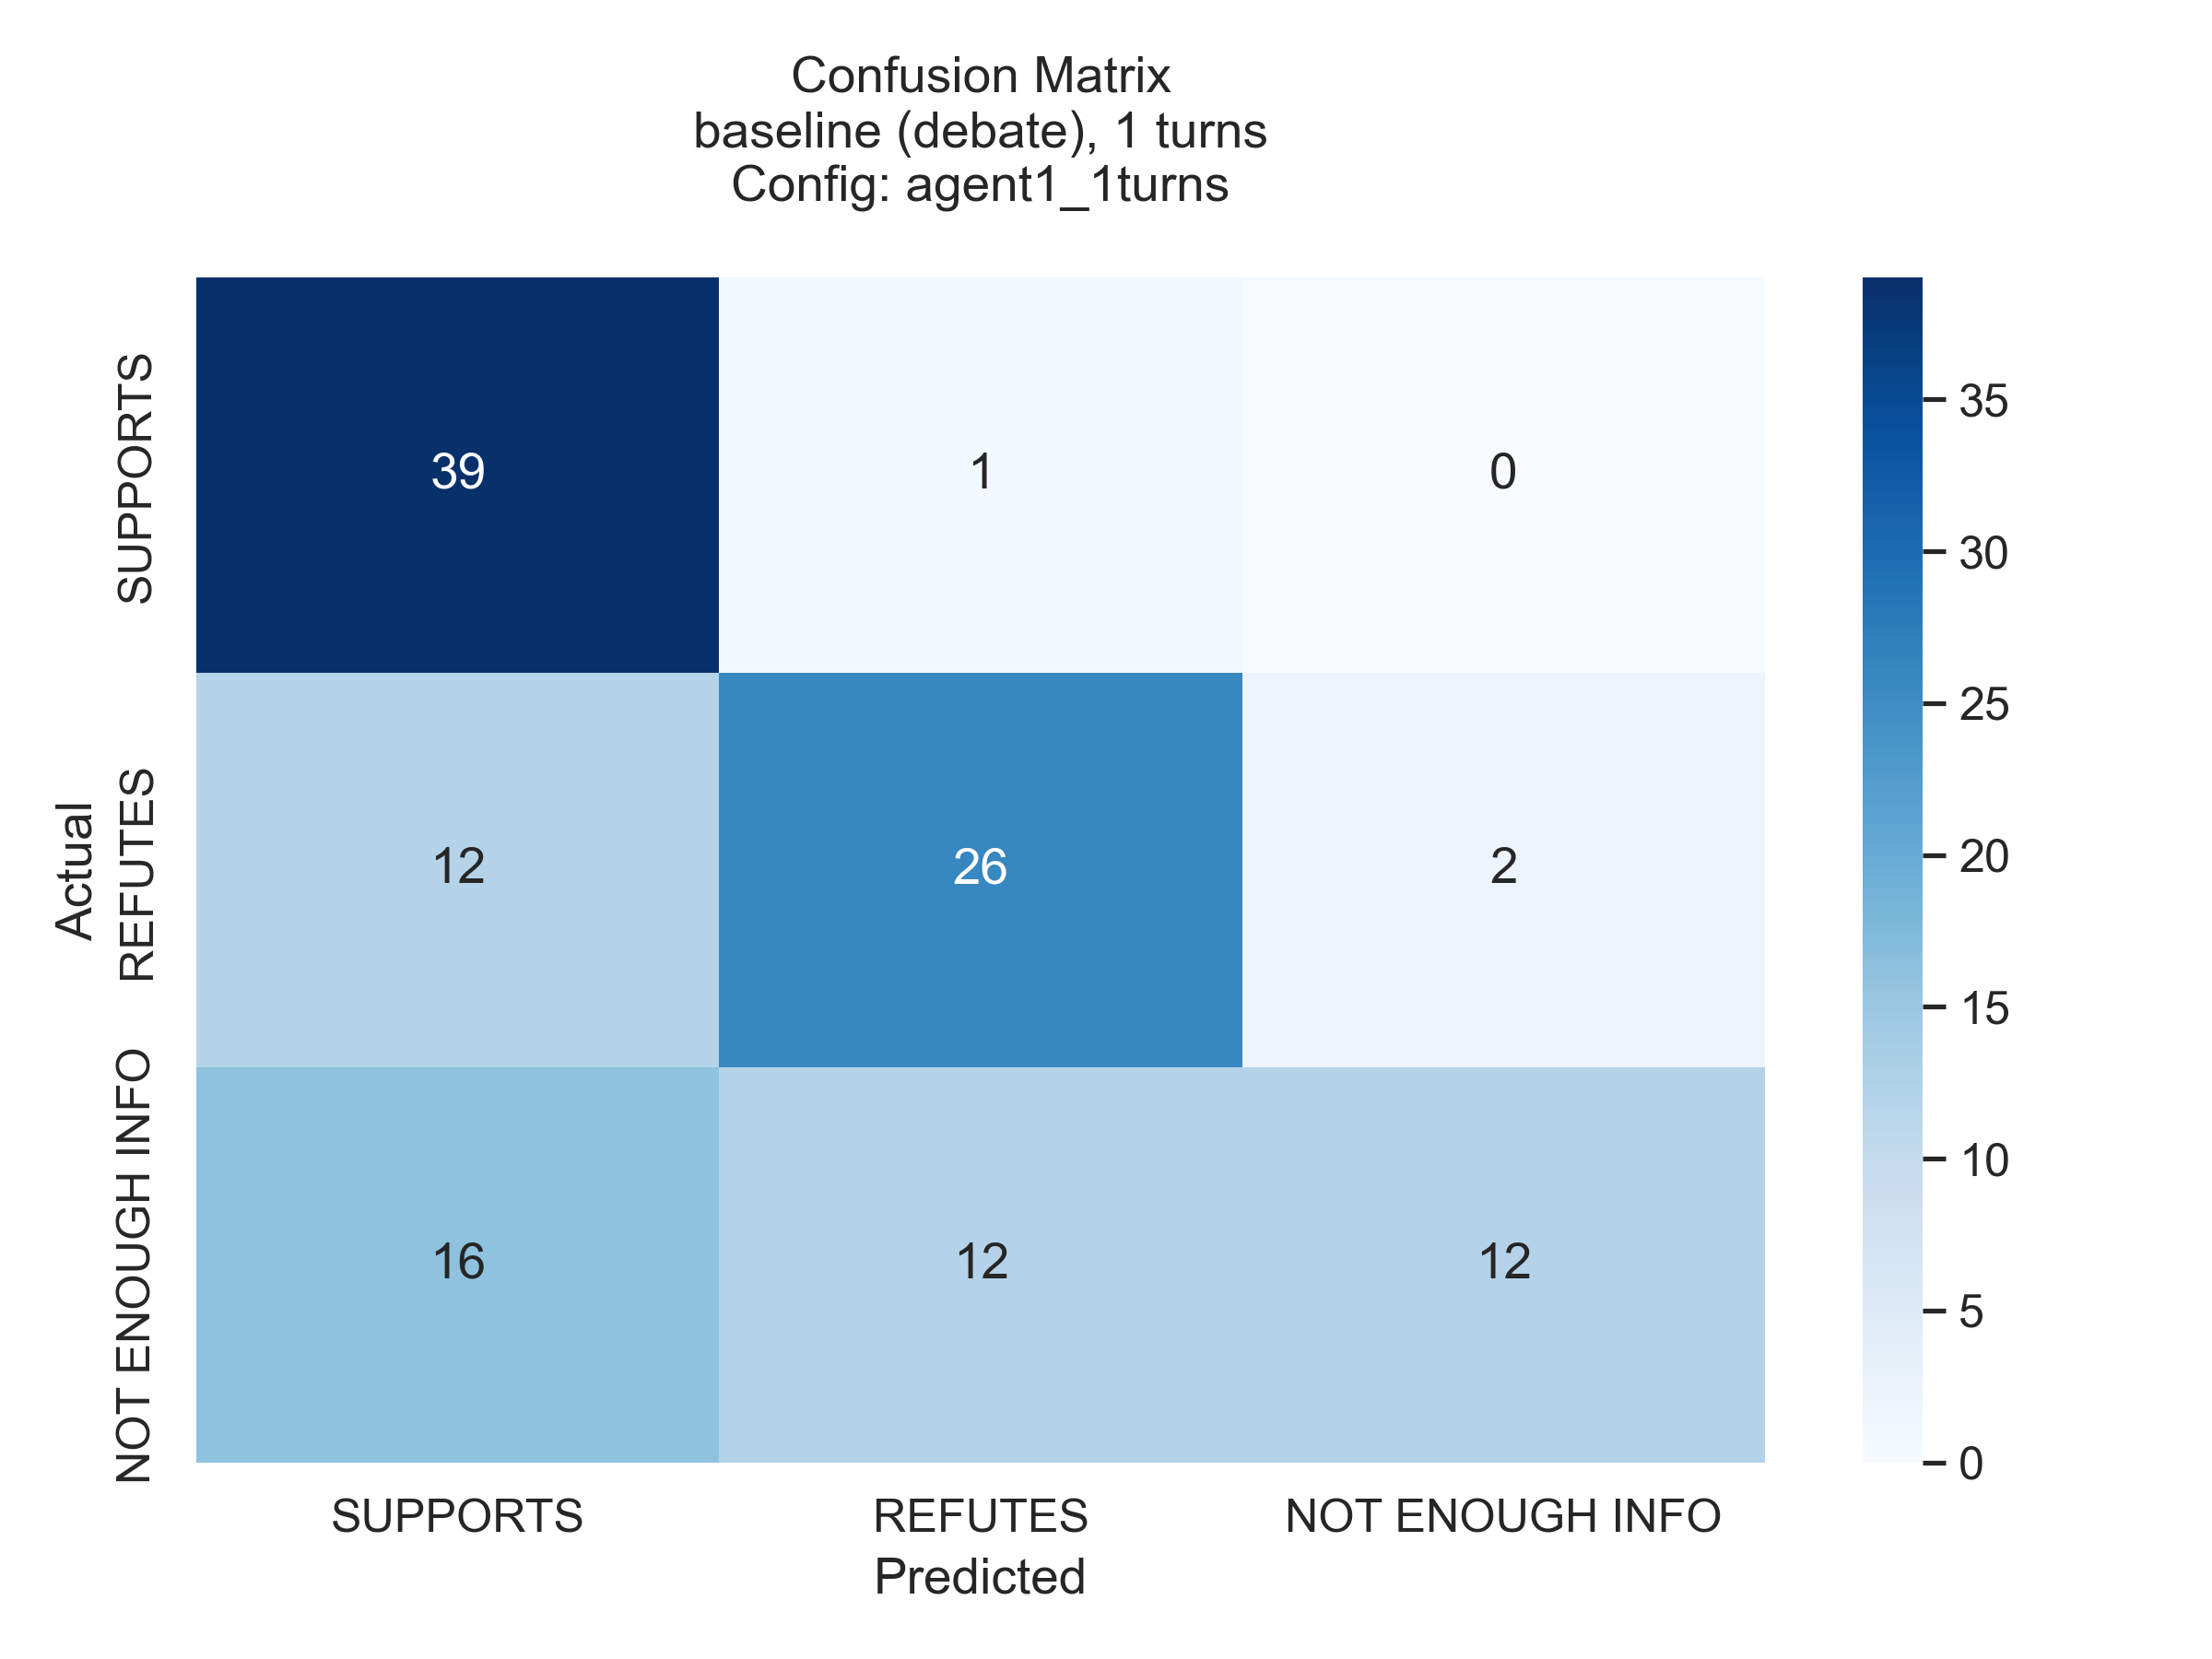 Confusion Matrix
baseline (debate), 1 turns
Config: agent1_1turns
Actual
SUPPORTS
39
1
0
REFUTES
12
26
2
NOT ENOUGH INFO
16
12
12
SUPPORTS
REFUTES
NOT ENOUGH INFO
Predicted
35
30
25
20
15
10
5
0